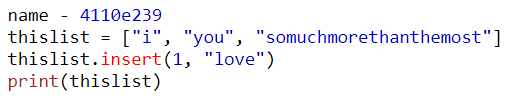 name - 4110e239
thislist = ["i", "you", "somuchmorethanthemost"]
thislist.insert(1, "love")
print(thislist)